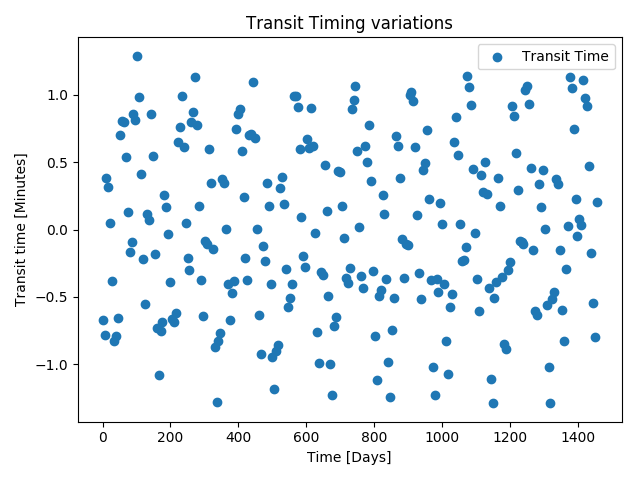 Transit Timing variations
Transit Time
1.0
0.5
0.0
−0.5
−1.0
Transit time [Minutes]
0 200 400 600 800 1000 1200 1400
Time [Days]